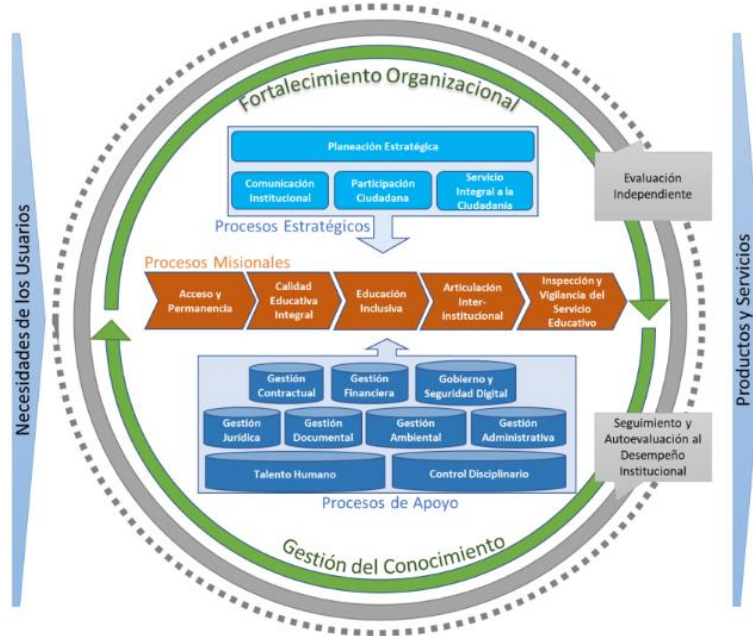 Fortalecimiento Organizacional
Necesidades de los Usuarios
Planeación Estratégica
Comunicación
Institucional
Participación
Ciudadana
Servicio
Integral a la
Ciudadanía
Procesos Estratégicos
Evaluación
Independiente
Procesos Misionales
Acceso y
Permanencia
Calidad
Educativa
Integral
Educación
Inclusiva
Articulación
Inter-
institucional
Inspección y
Vigilancia del
Servicio
Educativo
Productos y Servicios
Gestión
Contractual
Gestión
Financiera
Gobierno y
Seguridad Digital
Gestión
Jurídica
Gestión
Documental
Gestión
Ambiental
Gestión
Administrativa
Talento Humano
Control Disciplinario
Procesos de Apoyo
Seguimiento y
Autoevaluación al
Desempeño
Institucional
Gestión del Conocimiento